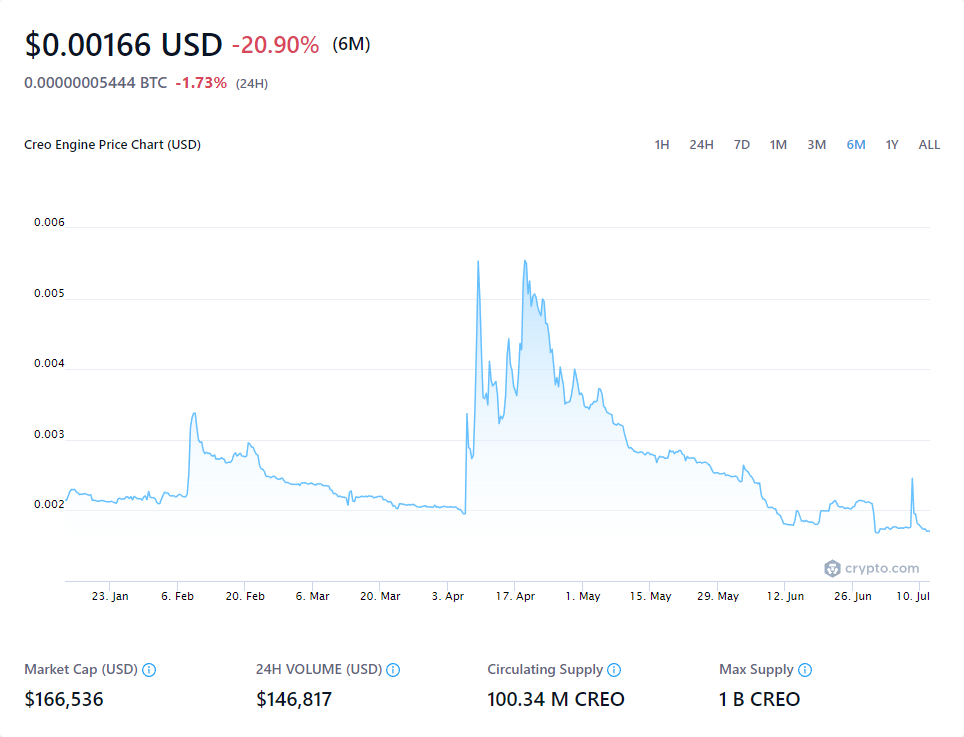 $0.00166 USD -20.90% (6M)
0.00000005444 BTC -1.73% (24H)
Creo Engine Price Chart (USD) 1H 24H 7D 1M 3M 6M 1Y ALL
0.006
0.005
0.004
0.003
0.002
crypto.com
23. Jan 6. Feb 20. Feb 6. Mar 20. Mar 3. Apr 17. Apr 1. May 15. May 29. May 12. Jun 26. Jun 10. Jul
Market Cap (USD) 24H VOLUME (USD) Circulating Supply Max Supply
$166,536 $146,817 100.34 M CREO 1 B CREO